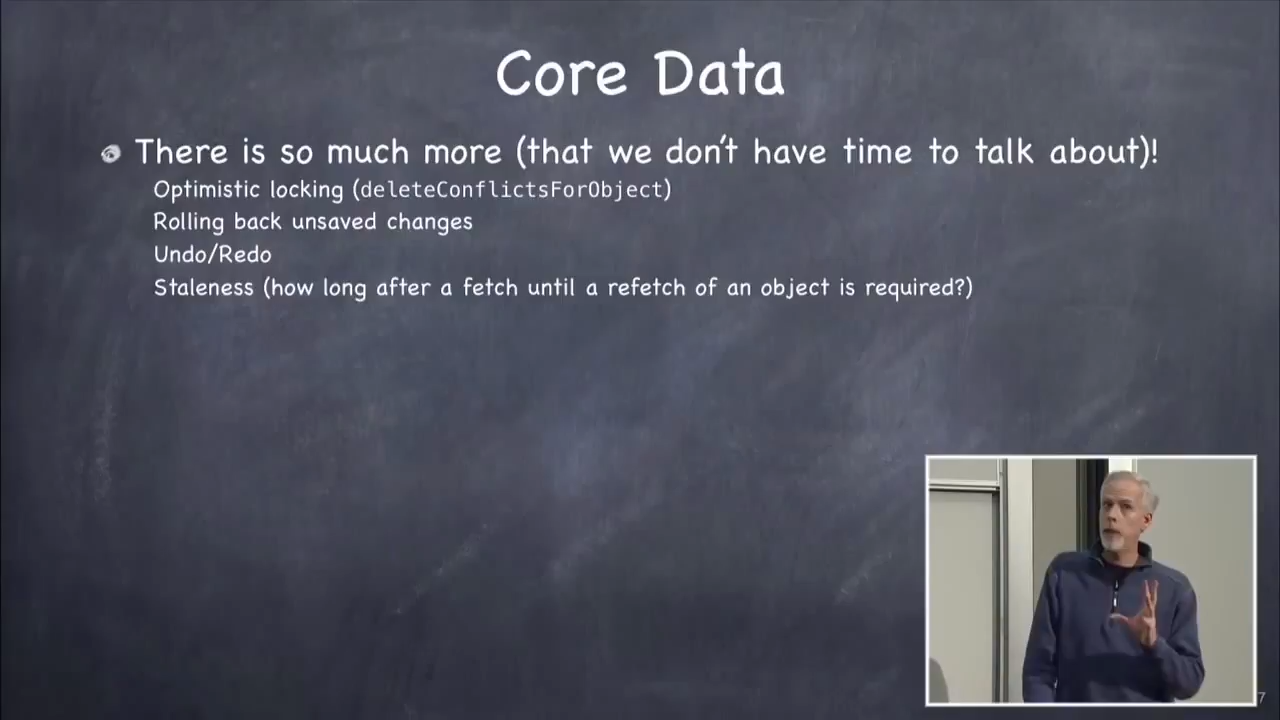 Core Data
There is so much more (that we don't have time to talk about)!
Optimistic locking (deleteConflictsForObject)
Rolling back unsaved changes
Undo/Redo
Staleness (how long after a fetch until a refetch of an object is required?)
7